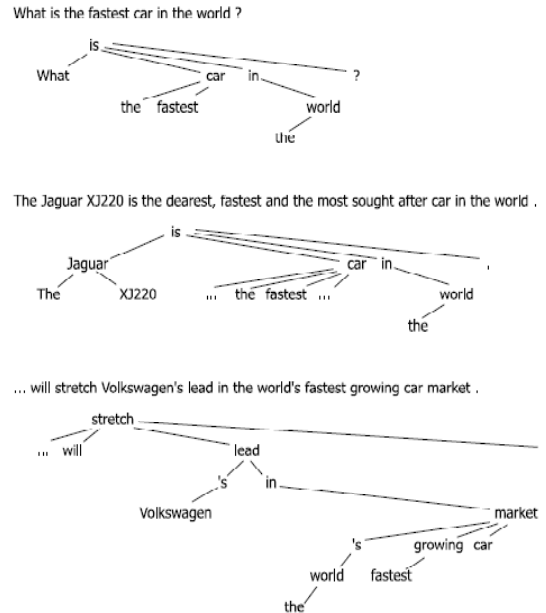 What is the fastest car in the world ?
is
What car in ?
the fastest world
the
The Jaguar XJ220 is the dearest, fastest and the most sought after car in the world .
is
Jaguar car in .
The XJ220 ... the fastest ... world
the
... will stretch Volkswagen's lead in the world's fastest growing car market .
stretch
... will lead
's in
Volkswagen market
's growing car
world fastest
the